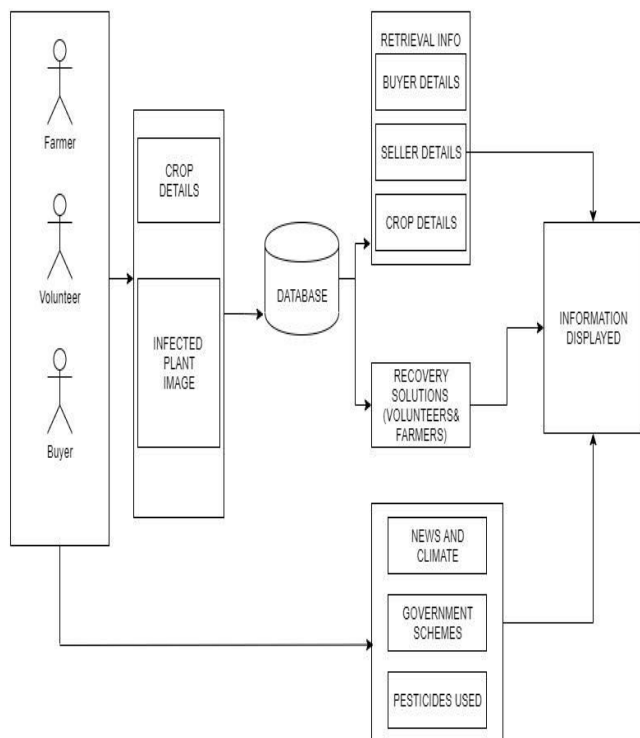 Farmer
Volunteer
Buyer
CROP
DETAILS
INFECTED
PLANT
IMAGE
DATABASE
RETRIEVAL INFO
BUYER DETAILS
SELLER DETAILS
CROP DETAILS
RECOVERY
SOLUTIONS
(VOLUNTEERS&
FARMERS)
NEWS AND
CLIMATE
GOVERNMENT
SCHEMES
PESTICIDES USED
INFORMATION
DISPLAYED